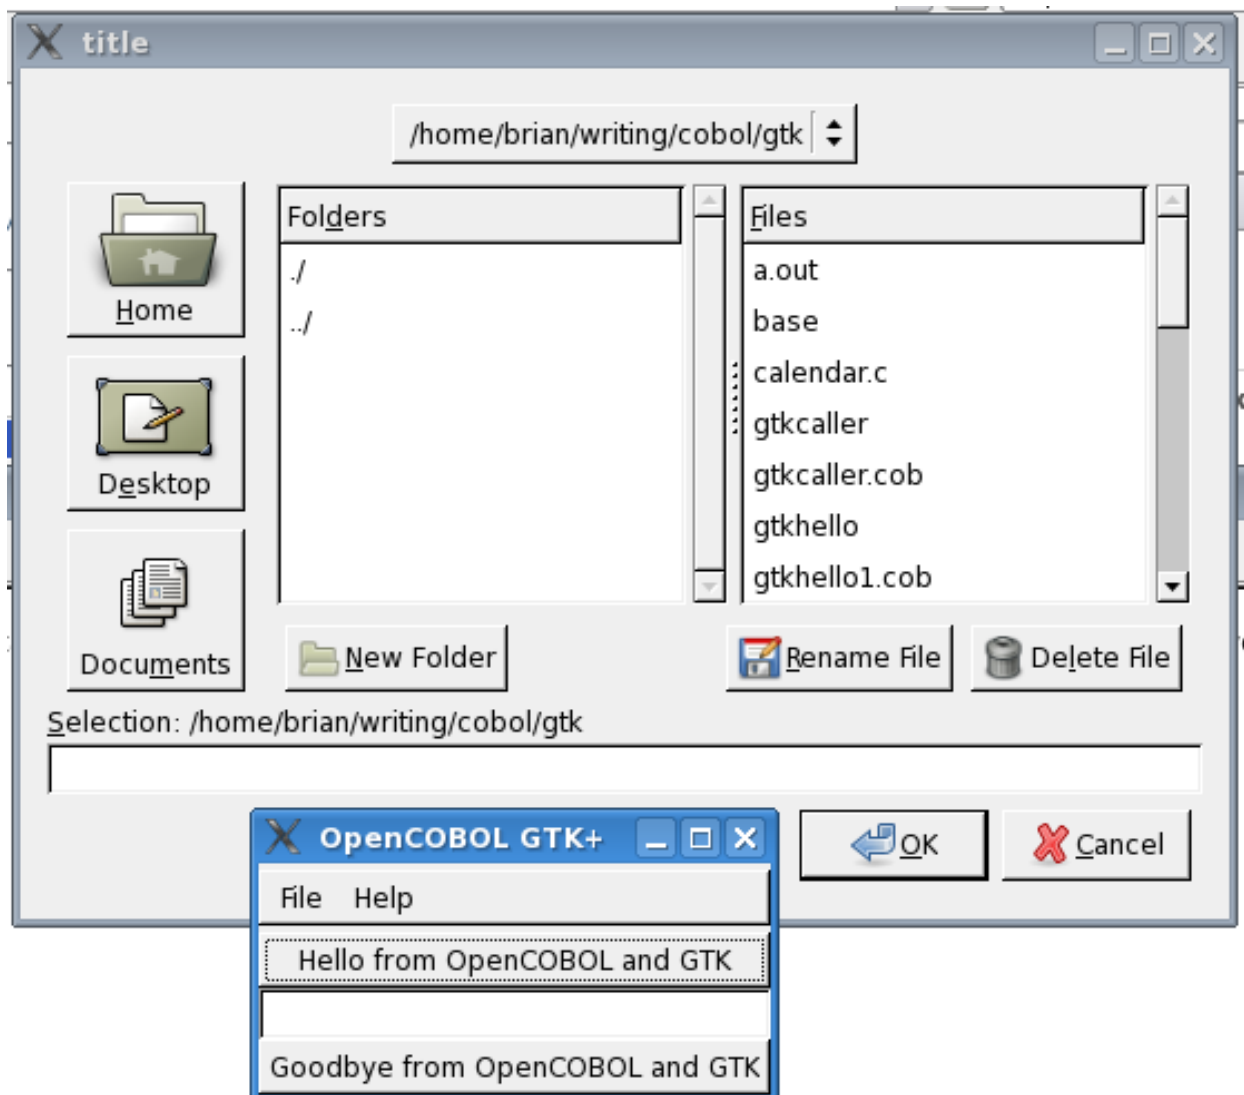 title
/home/brian/writing/cobol/gtk
Home
Desktop
Documents
Folders
./
../
Files
a.out
base
calendar.c
gtkcaller
gtkcaller.cob
gtkhello
gtkhello1.cob
New Folder
Rename File
Delete File
Selection: /home/brian/writing/cobol/gtk
OK
Cancel
OpenCOBOL GTK+
File Help
Hello from OpenCOBOL and GTK
Goodbye from OpenCOBOL and GTK